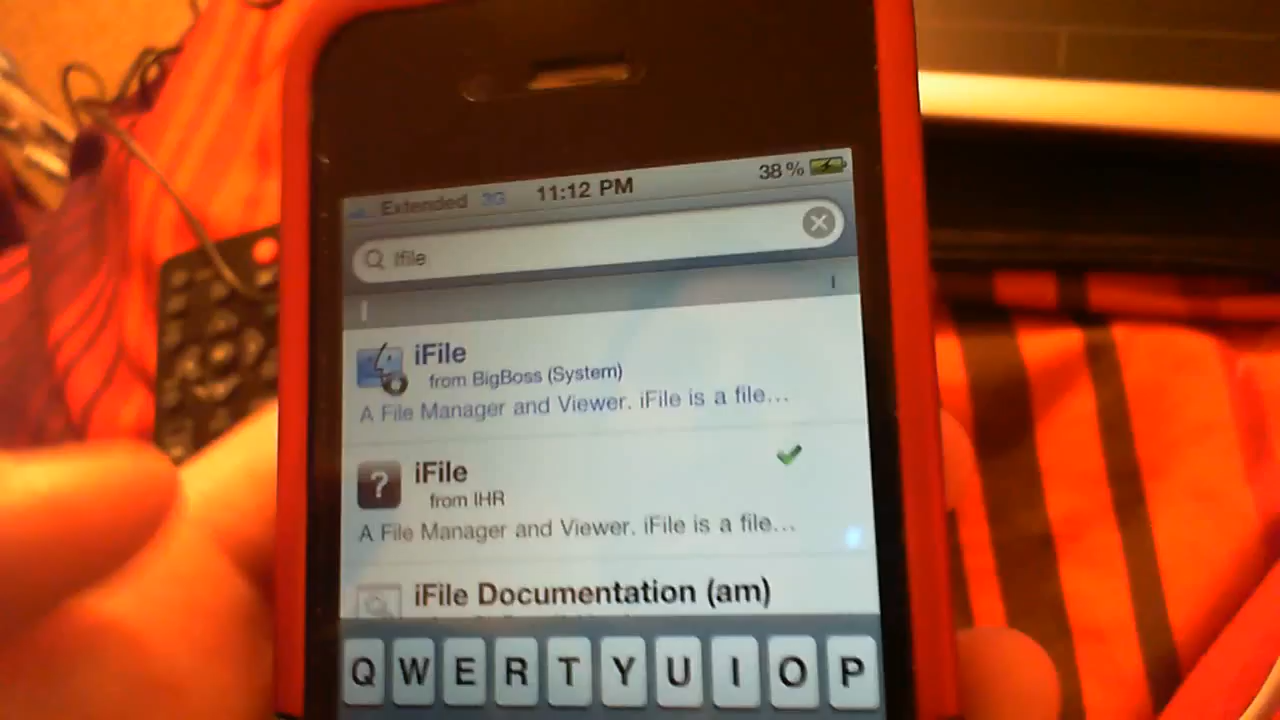 Extended 3G 11:12 PM 38%
ifile
I
I
iFile
from BigBoss (System)
A File Manager and Viewer. iFile is a file...
?
iFile
from IHR
A File Manager and Viewer. iFile is a file...
iFile Documentation (am)
Q W E R T Y U I O P